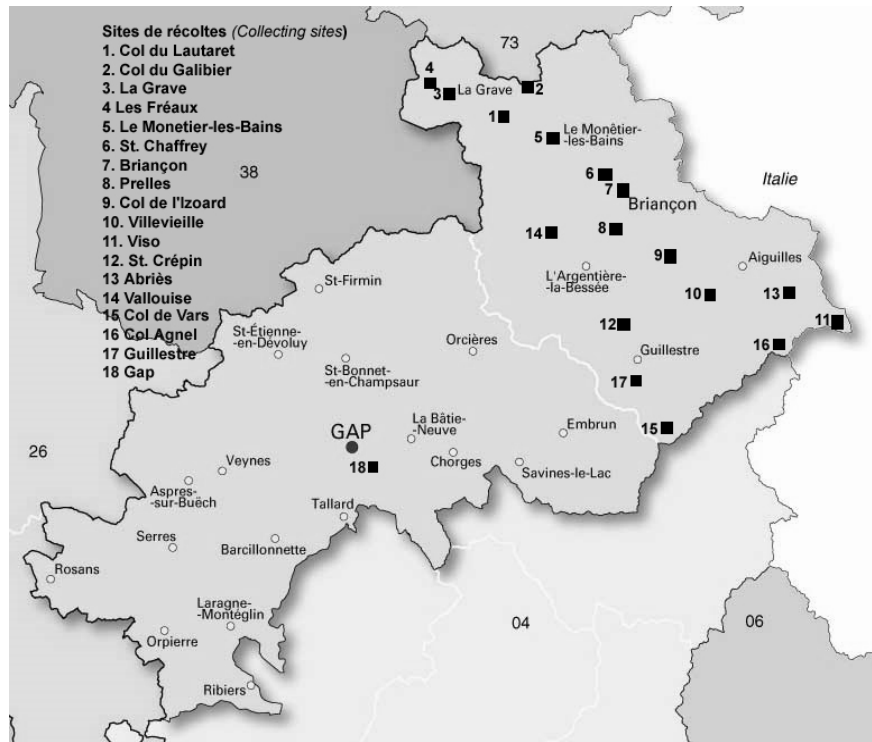 Sites de récoltes (Collecting sites)
1. Col du Lautaret
2. Col du Galibier
3. La Grave
4 Les Fréaux
5. Le Monetier-les-Bains
6. St. Chaffrey
7. Briançon
8. Prelles
9. Col de l'Izoard
10. Villevieille
11. Viso
12. St. Crépin
13 Abriès
14 Vallouise
15 Col de Vars
16 Col Agnel
17 Guillestre
18 Gap
73
4
3
La Grave
2
1
5
Le Monêtier-
-les-Bains
38
6
7
Briançon
Italie
14
8
9
L'Argentière-
-la-Bessée
Aiguilles
St-Firmin
10
13
11
12
16
St-Étienne-
-en-Dévoluy
St-Bonnet-
-en-Champsaur
Orcières
Guillestre
17
15
La Bâtie-
-Neuve
Embrun
GAP
18
Chorges
Savines-le-Lac
26
Veynes
Aspres-
-sur-Buëch
Tallard
Serres
Barcillonnette
Rosans
Laragne-
-Montéglin
Orpierre
Ribiers
04
06